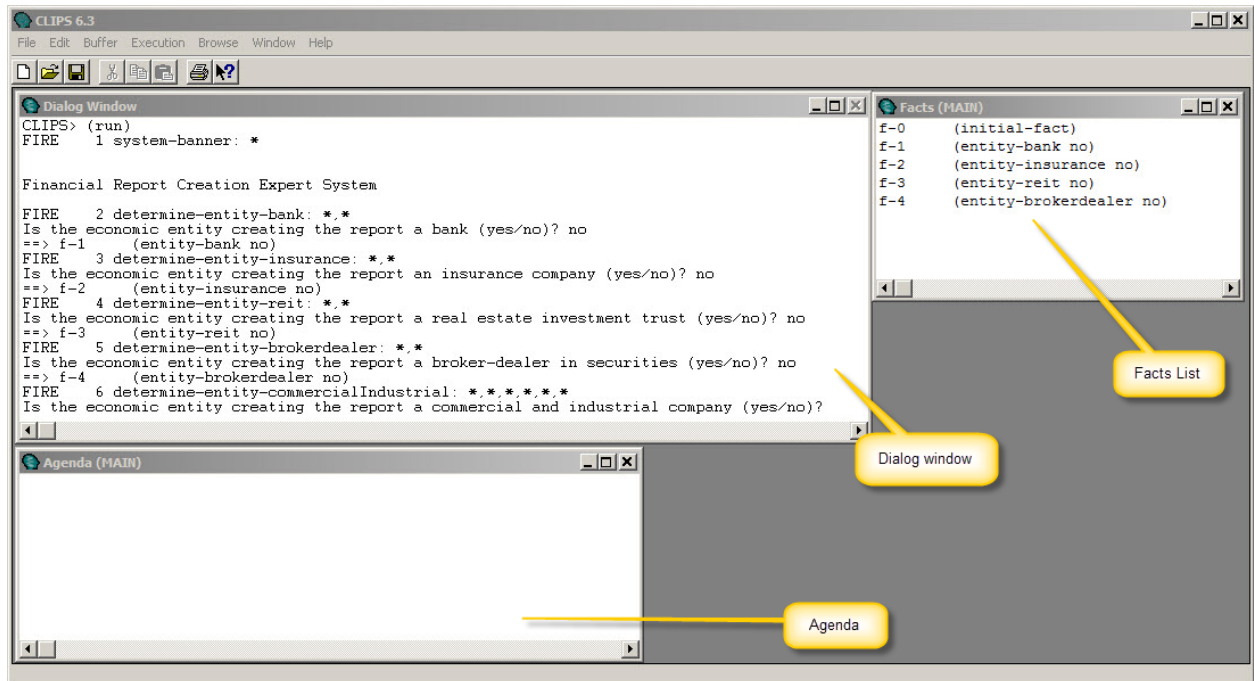 CLIPS 6.3
File Edit Buffer Execution Browse Window Help
Dialog Window
CLIPS> (run)
FIRE 1 system-banner: *
Financial Report Creation Expert System
FIRE 2 determine-entity-bank: *,*
Is the economic entity creating the report a bank (yes/no)? no
==> f-1 (entity-bank no)
FIRE 3 determine-entity-insurance: *,*
Is the economic entity creating the report an insurance company (yes/no)? no
==> f-2 (entity-insurance no)
FIRE 4 determine-entity-reit: *,*
Is the economic entity creating the report a real estate investment trust (yes/no)? no
==> f-3 (entity-reit no)
FIRE 5 determine-entity-brokerdealer: *,*
Is the economic entity creating the report a broker-dealer in securities (yes/no)? no
==> f-4 (entity-brokerdealer no)
FIRE 6 determine-entity-commercialIndustrial: *,*,*,*,*,*
Is the economic entity creating the report a commercial and industrial company (yes/no)?
Facts (MAIN)
f-0 (initial-fact)
f-1 (entity-bank no)
f-2 (entity-insurance no)
f-3 (entity-reit no)
f-4 (entity-brokerdealer no)
Facts List
Dialog window
Agenda (MAIN)
Agenda